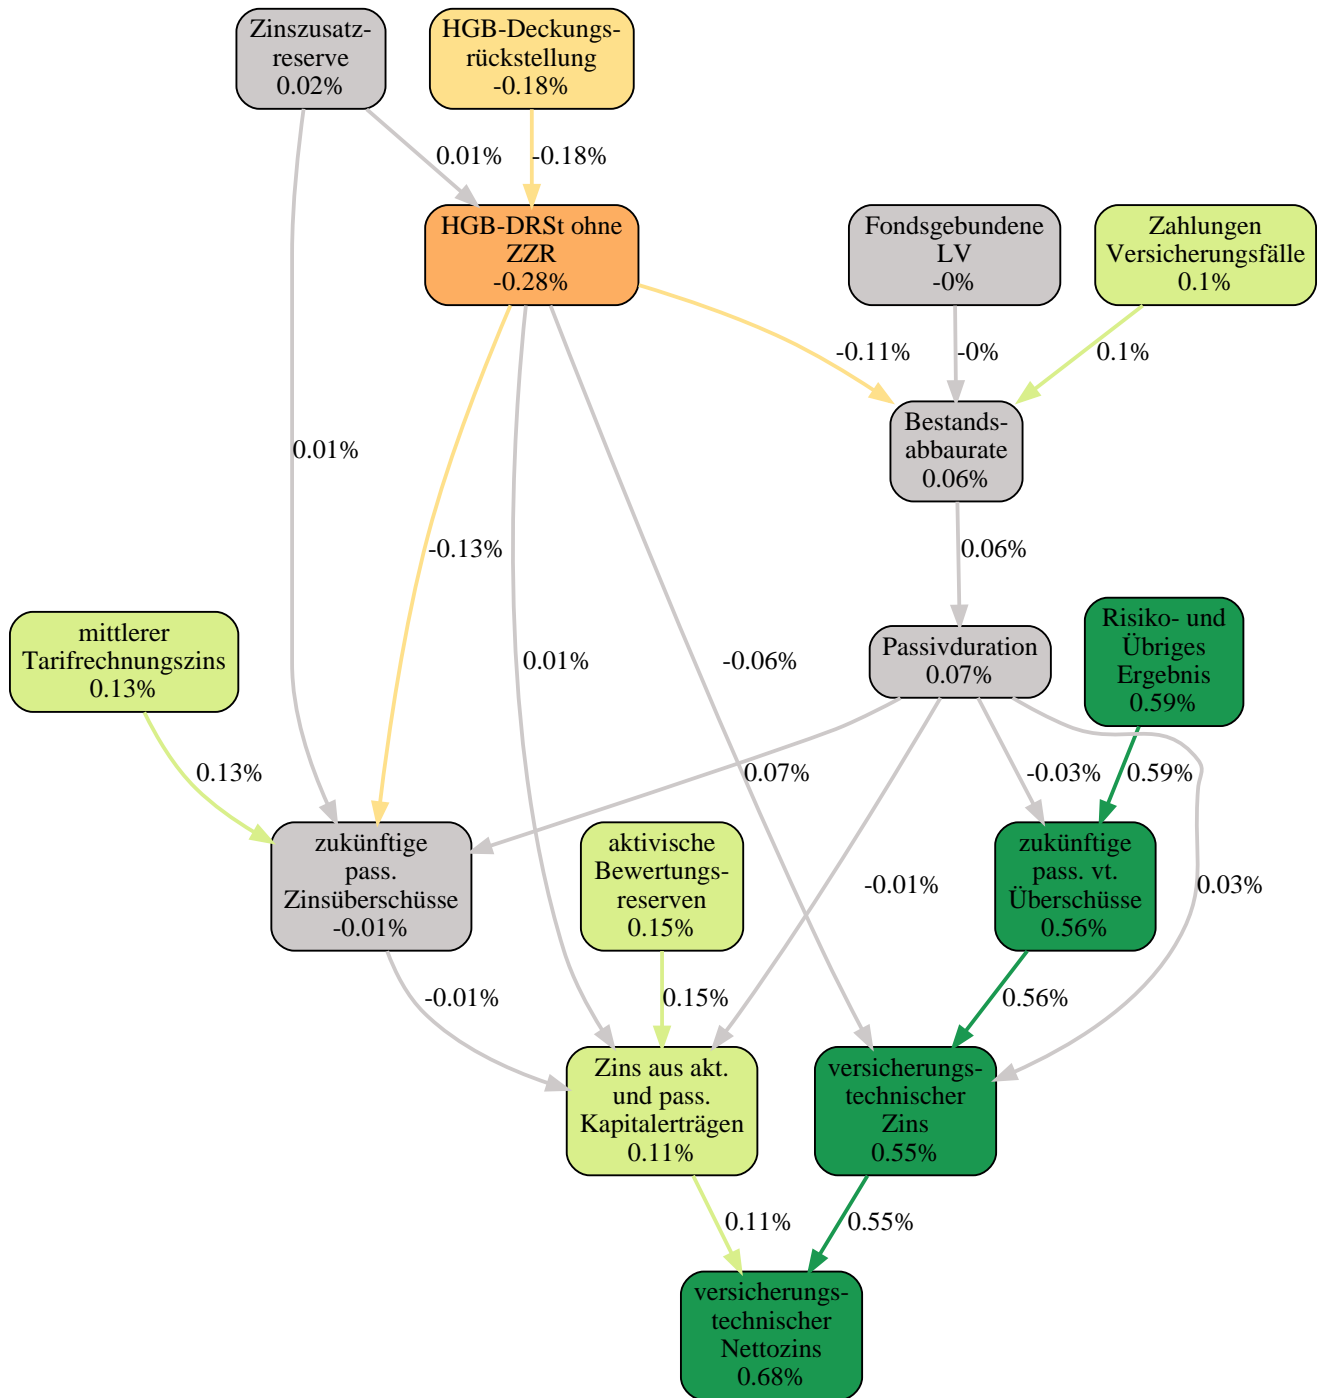 Zinszusatz-
reserve
0.02%
HGB-Deckungs-
rückstellung
-0.18%
0.01%
-0.18%
HGB-DRSt ohne
ZZR
-0.28%
Fondsgebundene
LV
-0%
Zahlungen
Versicherungsfälle
0.1%
-0.11%
-0%
0.1%
Bestands-
abbaurate
0.06%
0.01%
-0.13%
0.06%
mittlerer
Tarifrechnungszins
0.13%
0.01%
-0.06%
Passivduration
0.07%
Risiko- und
Übriges
Ergebnis
0.59%
0.13%
0.07%
-0.03%
0.59%
zukünftige
pass.
Zinsüberschüsse
-0.01%
aktivische
Bewertungs-
reserven
0.15%
-0.01%
zukünftige
pass. vt.
Überschüsse
0.56%
0.03%
-0.01%
0.15%
0.56%
Zins aus akt.
und pass.
Kapitalerträgen
0.11%
versicherungs-
technischer
Zins
0.55%
0.11%
0.55%
versicherungs-
technischer
Nettozins
0.68%